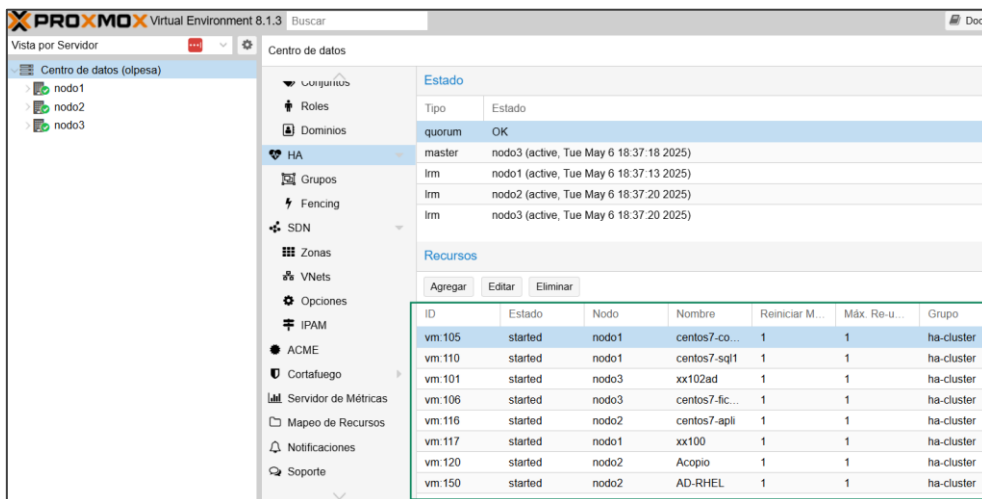 PROXMOX Virtual Environment 8.1.3 Buscar Doc
Vista por Servidor
Centro de datos (olpesa)
nodo1
nodo2
nodo3
Centro de datos
Conjuntos
Roles
Dominios
HA
Grupos
Fencing
SDN
Zonas
VNets
Opciones
IPAM
ACME
Cortafuego
Servidor de Métricas
Mapeo de Recursos
Notificaciones
Soporte
Estado
Tipo Estado
quorum OK
master nodo3 (active, Tue May 6 18:37:18 2025)
lrm nodo1 (active, Tue May 6 18:37:13 2025)
lrm nodo2 (active, Tue May 6 18:37:20 2025)
lrm nodo3 (active, Tue May 6 18:37:20 2025)
Recursos
Agregar Editar Eliminar
ID Estado Nodo Nombre Reiniciar M... Máx. Re-u... Grupo
vm:105 started nodo1 centos7-co... 1 1 ha-cluster
vm:110 started nodo1 centos7-sql1 1 1 ha-cluster
vm:101 started nodo3 xx102ad 1 1 ha-cluster
vm:106 started nodo3 centos7-fic... 1 1 ha-cluster
vm:116 started nodo2 centos7-apli 1 1 ha-cluster
vm:117 started nodo1 xx100 1 1 ha-cluster
vm:120 started nodo2 Acopio 1 1 ha-cluster
vm:150 started nodo2 AD-RHEL 1 1 ha-cluster